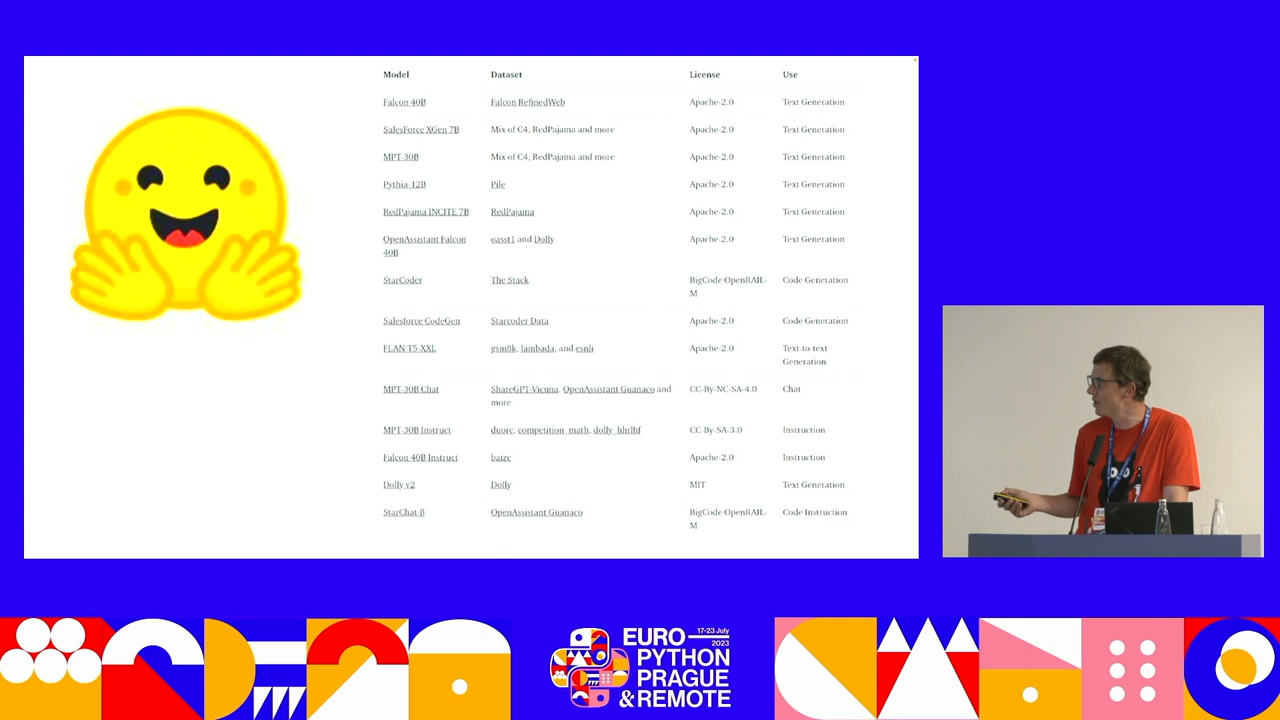 Model Dataset License Use
Falcon 40B Falcon RefinedWeb Apache-2.0 Text Generation
SalesForce XGen 7B Mix of C4, RedPajama and more Apache-2.0 Text Generation
MPT-30B Mix of C4, RedPajama and more Apache-2.0 Text Generation
Pythia-12B Pile Apache-2.0 Text Generation
RedPajama INCITE 7B RedPajama Apache-2.0 Text Generation
OpenAssistant Falcon oasst1 and Dolly Apache-2.0 Text Generation
40B
StarCoder The Stack BigCode OpenRAIL- Code Generation
M
Salesforce CodeGen Starcoder Data Apache-2.0 Code Generation
FLAN-T5-XXL gsm8k, lambada, and esnli Apache-2.0 Text-to-text
Generation
MPT-30B Chat ShareGPT-Vicuna, OpenAssistant Guanaco and CC-By-NC-SA-4.0 Chat
more
MPT-30B Instruct duorc, competition_math, dolly_hhrlhf CC-By-SA-3.0 Instruction
Falcon 40B Instruct baize Apache-2.0 Instruction
Dolly v2 Dolly MIT Text Generation
StarChat-β OpenAssistant Guanaco BigCode OpenRAIL- Code Instruction
M
EURO 17-23 July
2023
PYTHON
PRAGUE
& REMOTE